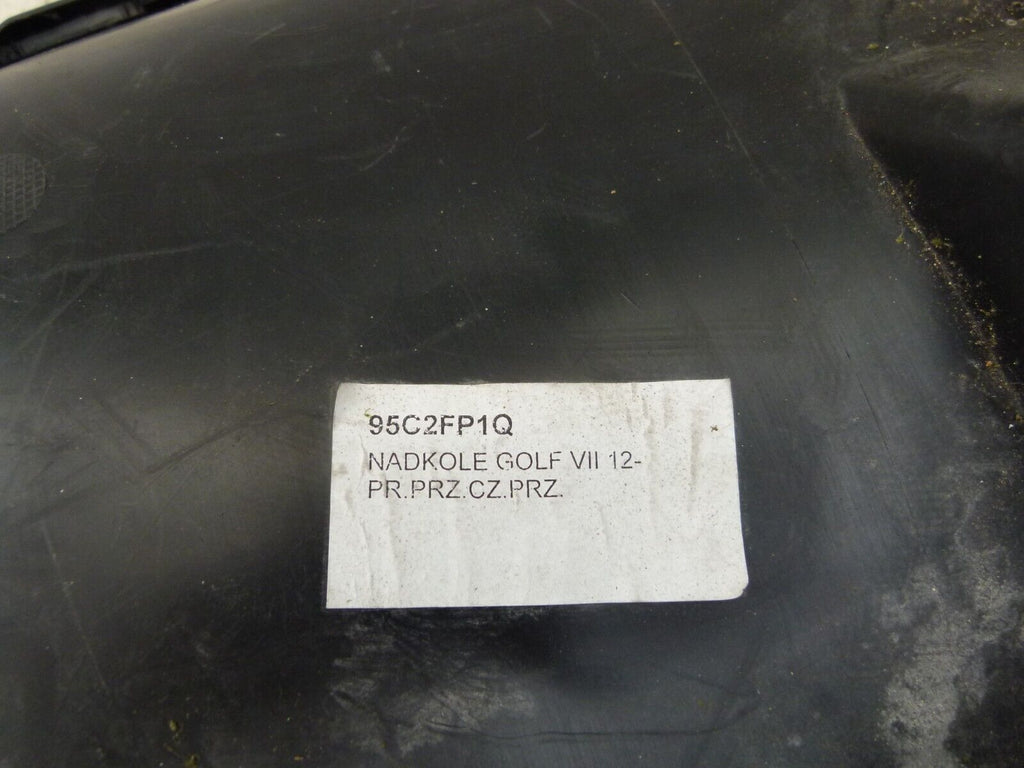 95C2FP1Q
NADKOLE GOLF VII 12-
PR.PRZ.CZ.PRZ.